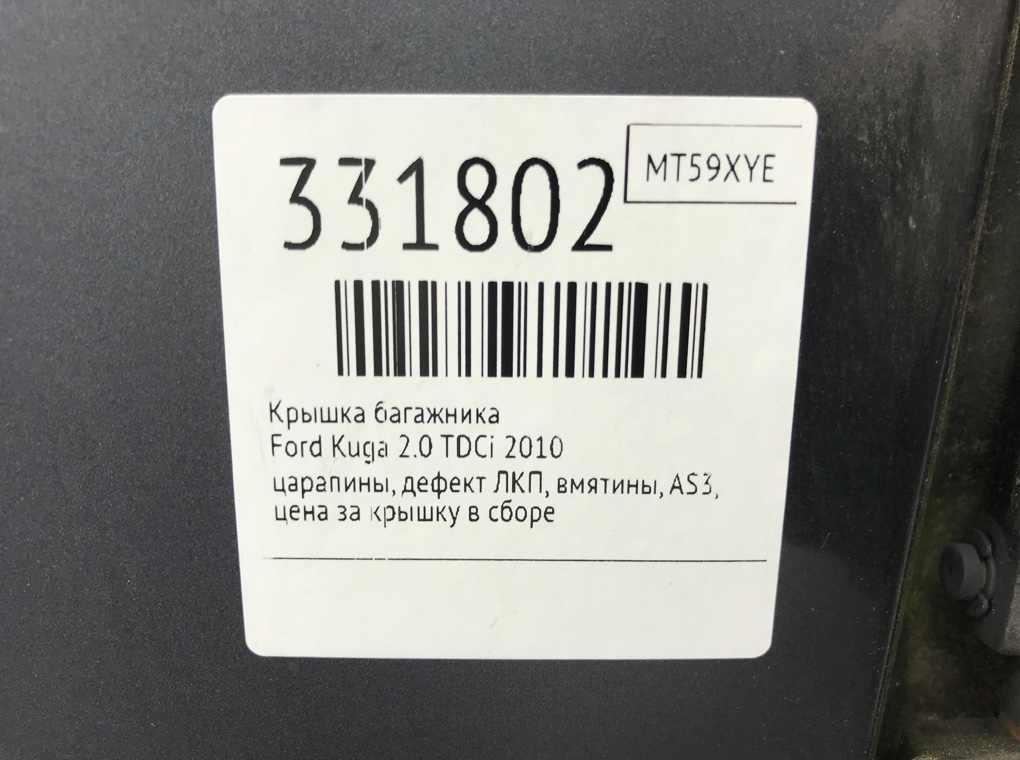 331802
MT59XYE
Крышка багажника
Ford Kuga 2.0 TDCi 2010
царапины, дефект ЛКП, вмятины, AS3,
цена за крышку в сборе